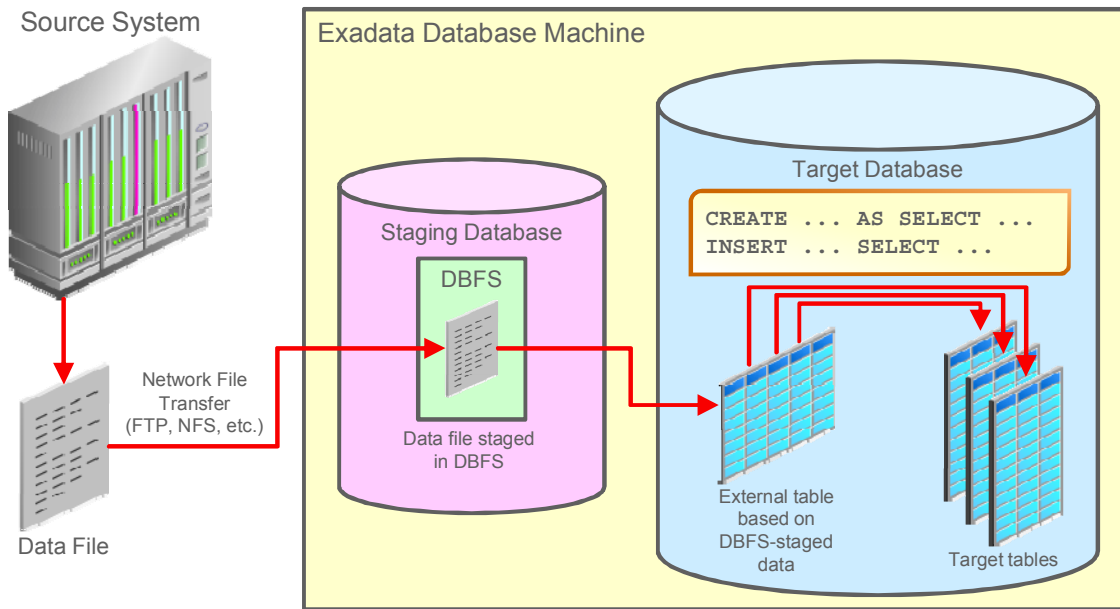 Source System
Exadata Database Machine
Target Database
CREATE ... AS SELECT ...
INSERT ... SELECT ...
Staging Database
DBFS
Network File
Transfer
(FTP, NFS, etc.)
Data file staged
in DBFS
External table
based on
DBFS-staged
data
Target tables
Data File